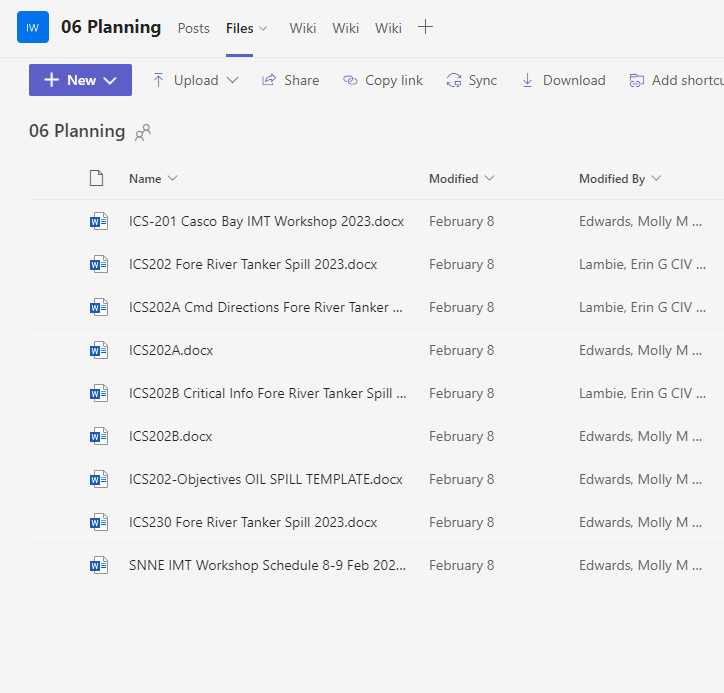 IW 06 Planning Posts Files Wiki Wiki Wiki
New Upload Share Copy link Sync Download Add shortcu
06 Planning
Name Modified Modified By
ICS-201 Casco Bay IMT Workshop 2023.docx February 8 Edwards, Molly M ...
ICS202 Fore River Tanker Spill 2023.docx February 8 Lambie, Erin G CIV ...
ICS202A Cmd Directions Fore River Tanker ... February 8 Lambie, Erin G CIV ...
ICS202A.docx February 8 Edwards, Molly M ...
ICS202B Critical Info Fore River Tanker Spill ... February 8 Lambie, Erin G CIV ...
ICS202B.docx February 8 Edwards, Molly M ...
ICS202-Objectives OIL SPILL TEMPLATE.docx February 8 Edwards, Molly M ...
ICS230 Fore River Tanker Spill 2023.docx February 8 Edwards, Molly M ...
SNNE IMT Workshop Schedule 8-9 Feb 202... February 8 Edwards, Molly M ...